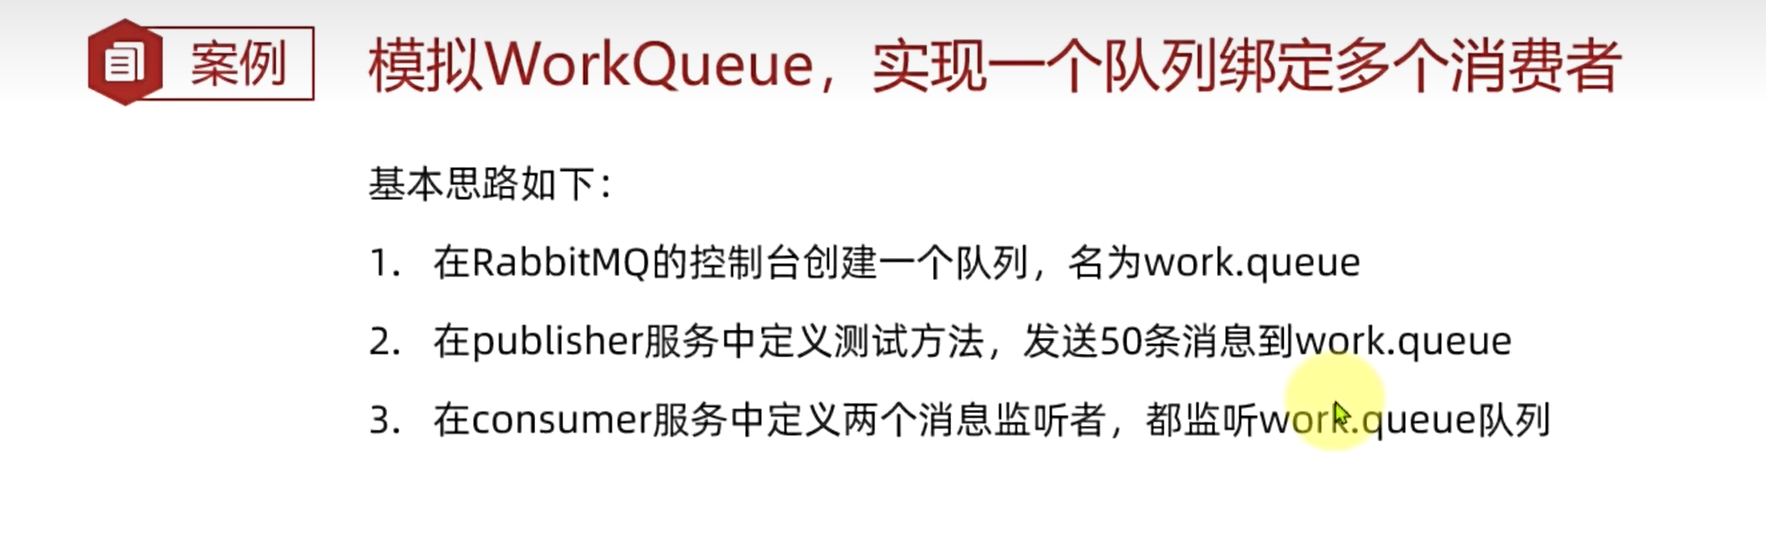 案例
模拟WorkQueue，实现一个队列绑定多个消费者
基本思路如下：
1. 在RabbitMQ的控制台创建一个队列，名为work.queue
2. 在publisher服务中定义测试方法，发送50条消息到work.queue
3. 在consumer服务中定义两个消息监听者，都监听work.queue队列